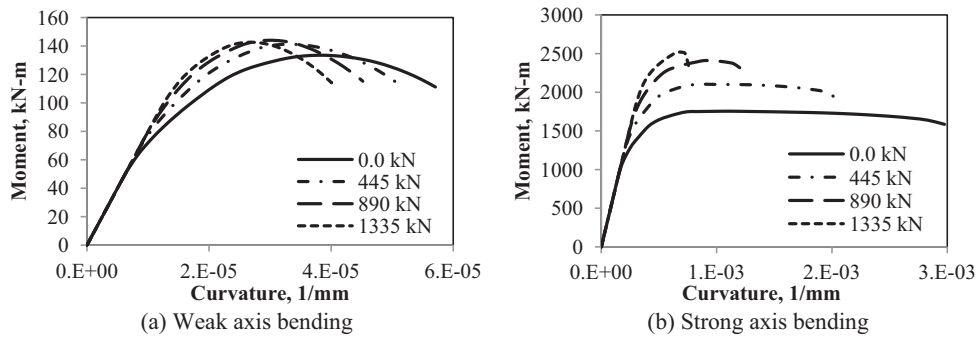 160
140
120
100
80
60
40
20
0
Moment, kN-m
0.0 kN
445 kN
890 kN
1335 kN
0.E+00 2.E-05 4.E-05 6.E-05
Curvature, 1/mm
(a) Weak axis bending
3000
2500
2000
1500
1000
500
0
Moment, kN-m
0.0 kN
445 kN
890 kN
1335 kN
0.E+00 1.E-03 2.E-03 3.E-03
Curvature, 1/mm
(b) Strong axis bending